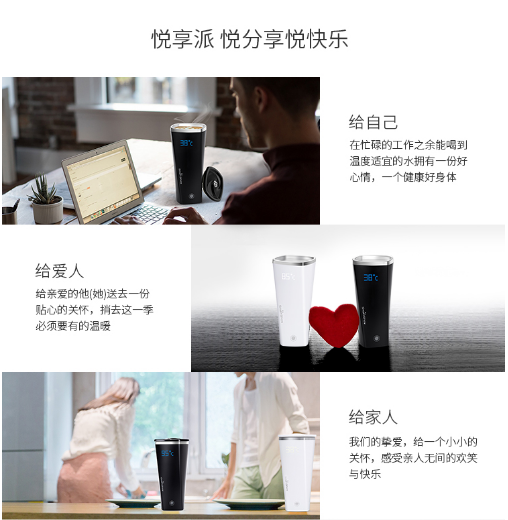 悦享派 悦分享悦快乐
给自己
在忙碌的工作之余能喝到
温度适宜的水拥有一份好
心情，一个健康好身体
给爱人
给亲爱的他(她)送去一份
贴心的关怀，捎去这一季
必须要有的温暖
给家人
我们的挚爱，给一个小小的
关怀，感受亲人无间的欢笑
与快乐